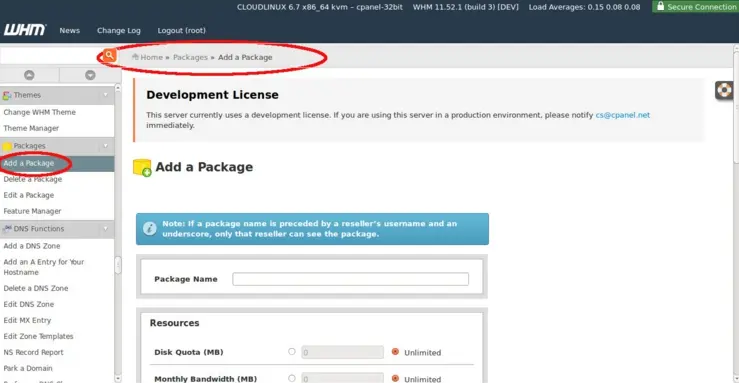 CLOUDLINUX 6.7 x86_64 kvm – cpanel-32bit WHM 11.52.1 (build 3) [DEV] Load Averages: 0.15 0.08 0.08 Secure Connection
WHM News Change Log Logout (root)
Home » Packages » Add a Package
Themes
Change WHM Theme
Theme Manager
Packages
Add a Package
Delete a Package
Edit a Package
Feature Manager
DNS Functions
Add a DNS Zone
Add an A Entry for Your
Hostname
Delete a DNS Zone
Edit DNS Zone
Edit MX Entry
Edit Zone Templates
NS Record Report
Park a Domain
Development License
This server currently uses a development license. If you are using this server in a production environment, please notify cs@cpanel.net
immediately.
Add a Package
Note: If a package name is preceded by a reseller's username and an
underscore, only that reseller can see the package.
Package Name
Resources
Disk Quota (MB) 0 Unlimited
Monthly Bandwidth (MB) 0 Unlimited